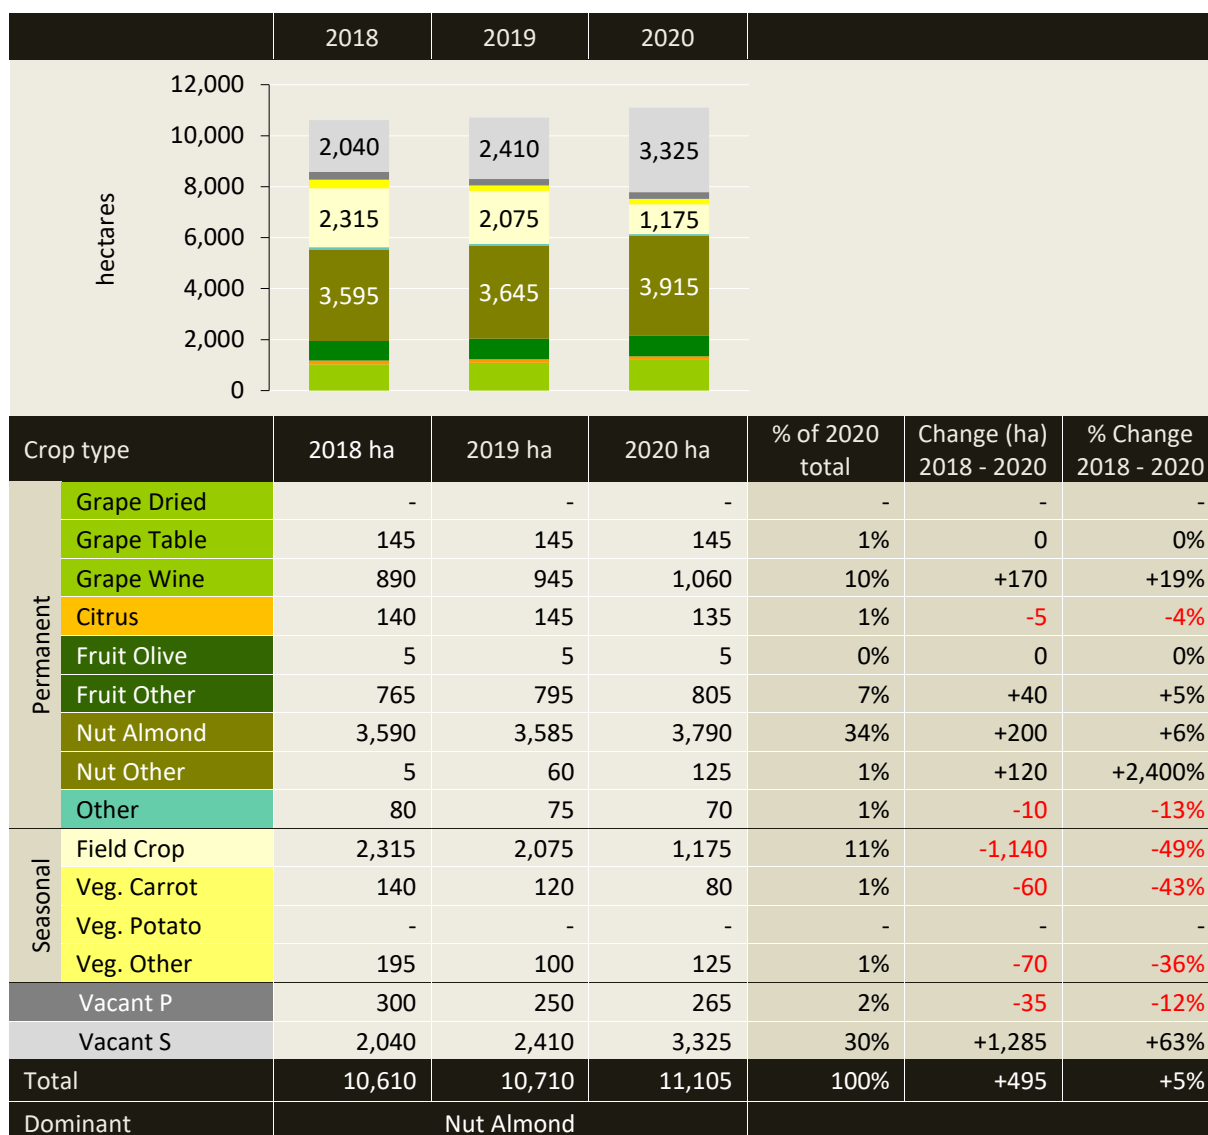 2018 2019 2020
12,000
10,000
8,000
6,000
4,000
2,000
0
hectares
2,040 2,410 3,325
2,315 2,075 1,175
3,595 3,645 3,915
Crop type 2018 ha 2019 ha 2020 ha % of 2020 total Change (ha) 2018 - 2020 % Change 2018 - 2020
Permanent
Grape Dried - - - - - -
Grape Table 145 145 145 1% 0 0%
Grape Wine 890 945 1,060 10% +170 +19%
Citrus 140 145 135 1% -5 -4%
Fruit Olive 5 5 5 0% 0 0%
Fruit Other 765 795 805 7% +40 +5%
Nut Almond 3,590 3,585 3,790 34% +200 +6%
Nut Other 5 60 125 1% +120 +2,400%
Other 80 75 70 1% -10 -13%
Seasonal
Field Crop 2,315 2,075 1,175 11% -1,140 -49%
Veg. Carrot 140 120 80 1% -60 -43%
Veg. Potato - - - - - -
Veg. Other 195 100 125 1% -70 -36%
Vacant P 300 250 265 2% -35 -12%
Vacant S 2,040 2,410 3,325 30% +1,285 +63%
Total 10,610 10,710 11,105 100% +495 +5%
Dominant Nut Almond